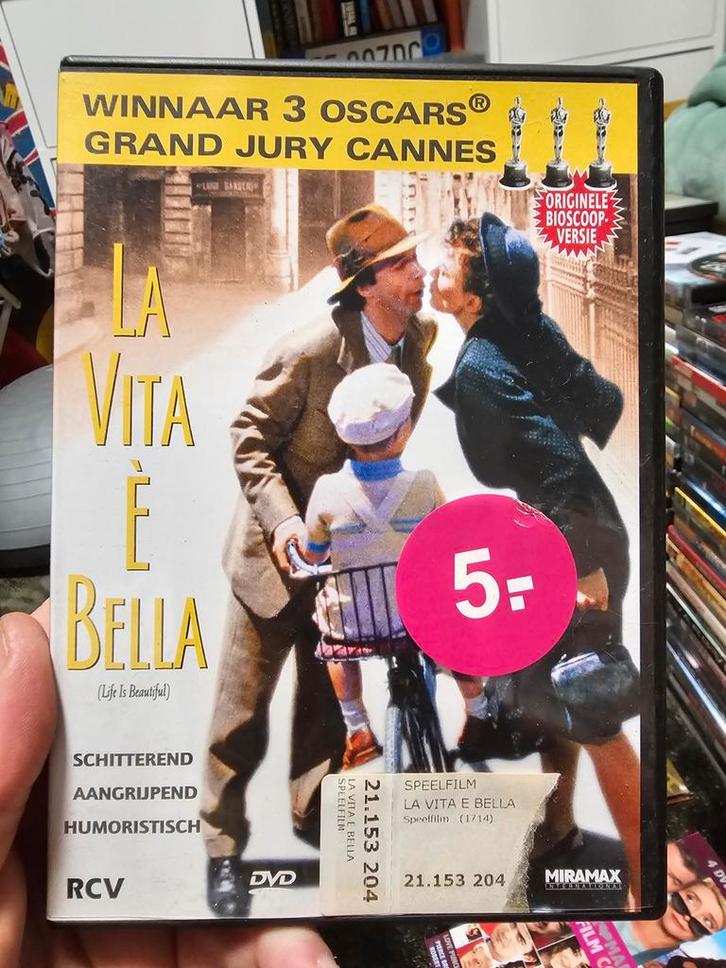 WINNAAR 3 OSCARS®
GRAND JURY CANNES
ORIGINELE
BIOSCOOP-
VERSIE
LA
VITA
È
BELLA
(Life Is Beautiful)
5,-
SCHITTEREND
AANGRIJPEND
HUMORISTISCH
RCV
DVD
LA VITA E BELLA
SPEELFILM
21.153 204
SPEELFILM
LA VITA E BELLA
Speelfilm (1714)
21.153 204
MIRAMAX
INTERNATIONAL